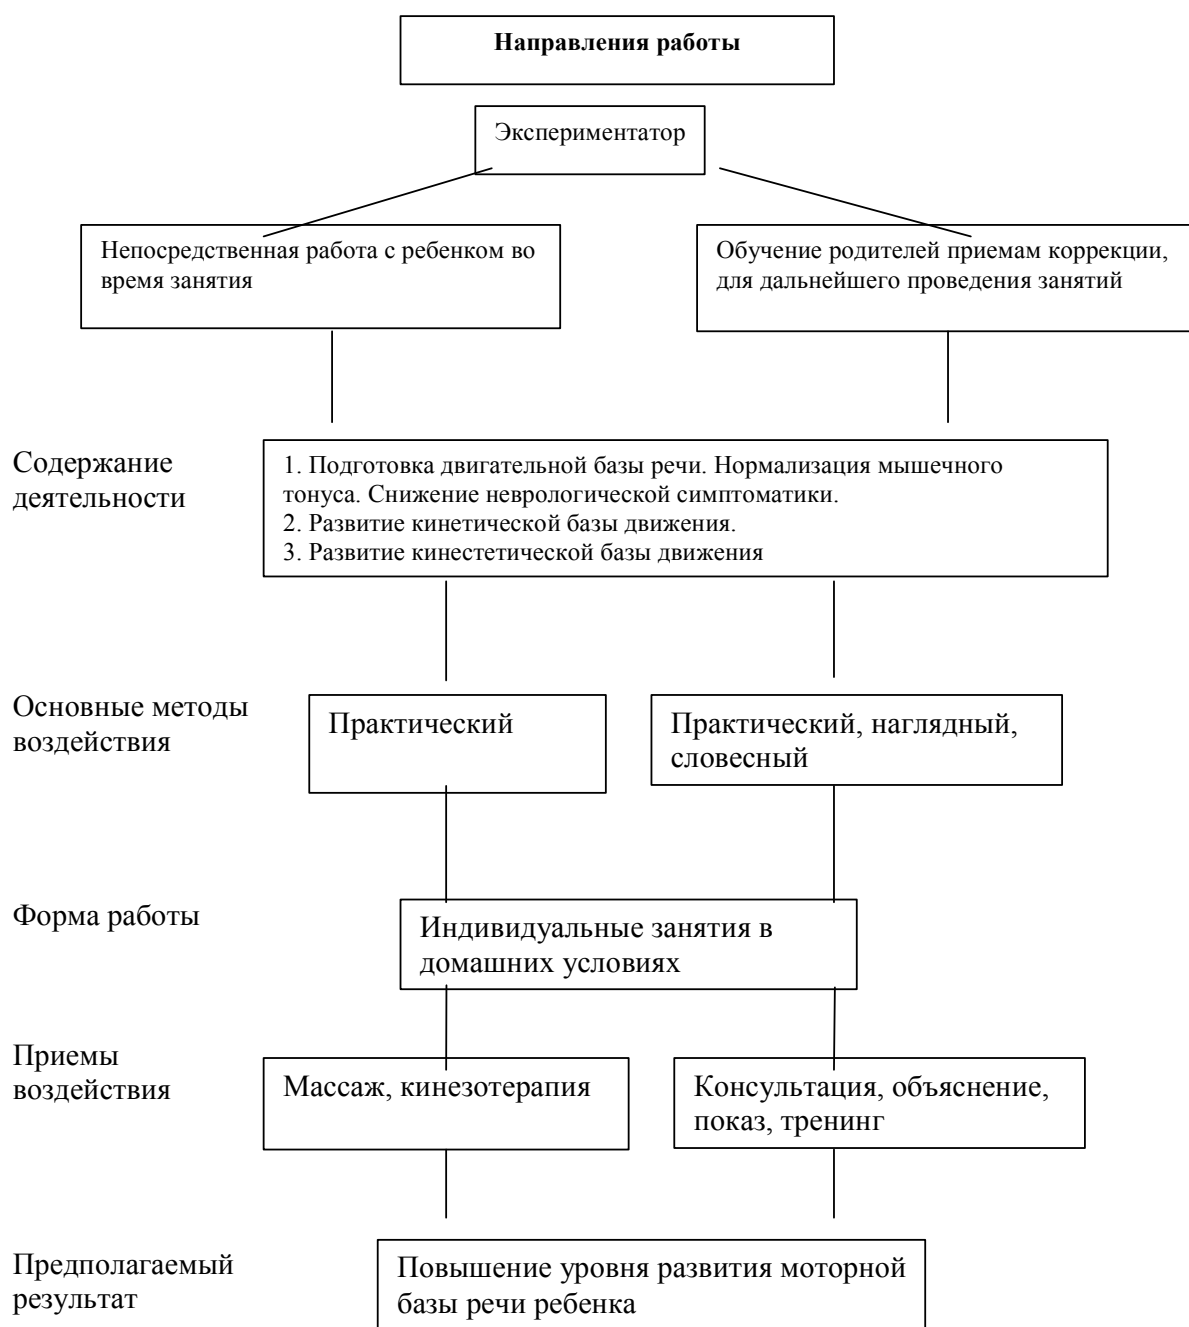 Направления работы
Экспериментатор
Непосредственная работа с ребенком во
время занятия
Обучение родителей приемам коррекции,
для дальнейшего проведения занятий
Содержание
деятельности
1. Подготовка двигательной базы речи. Нормализация мышечного
тонуса. Снижение неврологической симптоматики.
2. Развитие кинетической базы движения.
3. Развитие кинестетической базы движения
Основные методы
воздействия
Практический
Практический, наглядный,
словесный
Форма работы
Индивидуальные занятия в
домашних условиях
Приемы
воздействия
Массаж, кинезотерапия
Консультация, объяснение,
показ, тренинг
Предполагаемый
результат
Повышение уровня развития моторной
базы речи ребенка